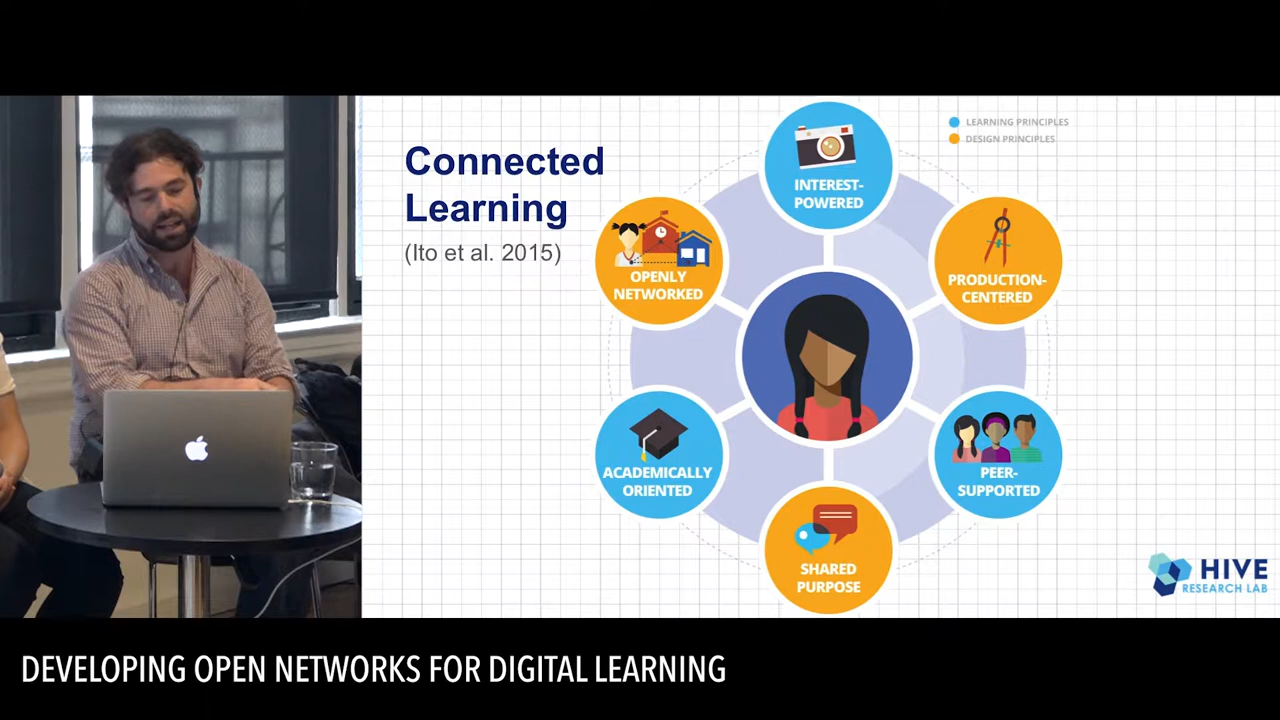 Connected
Learning
(Ito et al. 2015)
LEARNING PRINCIPLES
DESIGN PRINCIPLES
INTEREST-
POWERED
OPENLY
NETWORKED
PRODUCTION-
CENTERED
ACADEMICALLY
ORIENTED
PEER-
SUPPORTED
SHARED
PURPOSE
HIVE
RESEARCH LAB
DEVELOPING OPEN NETWORKS FOR DIGITAL LEARNING